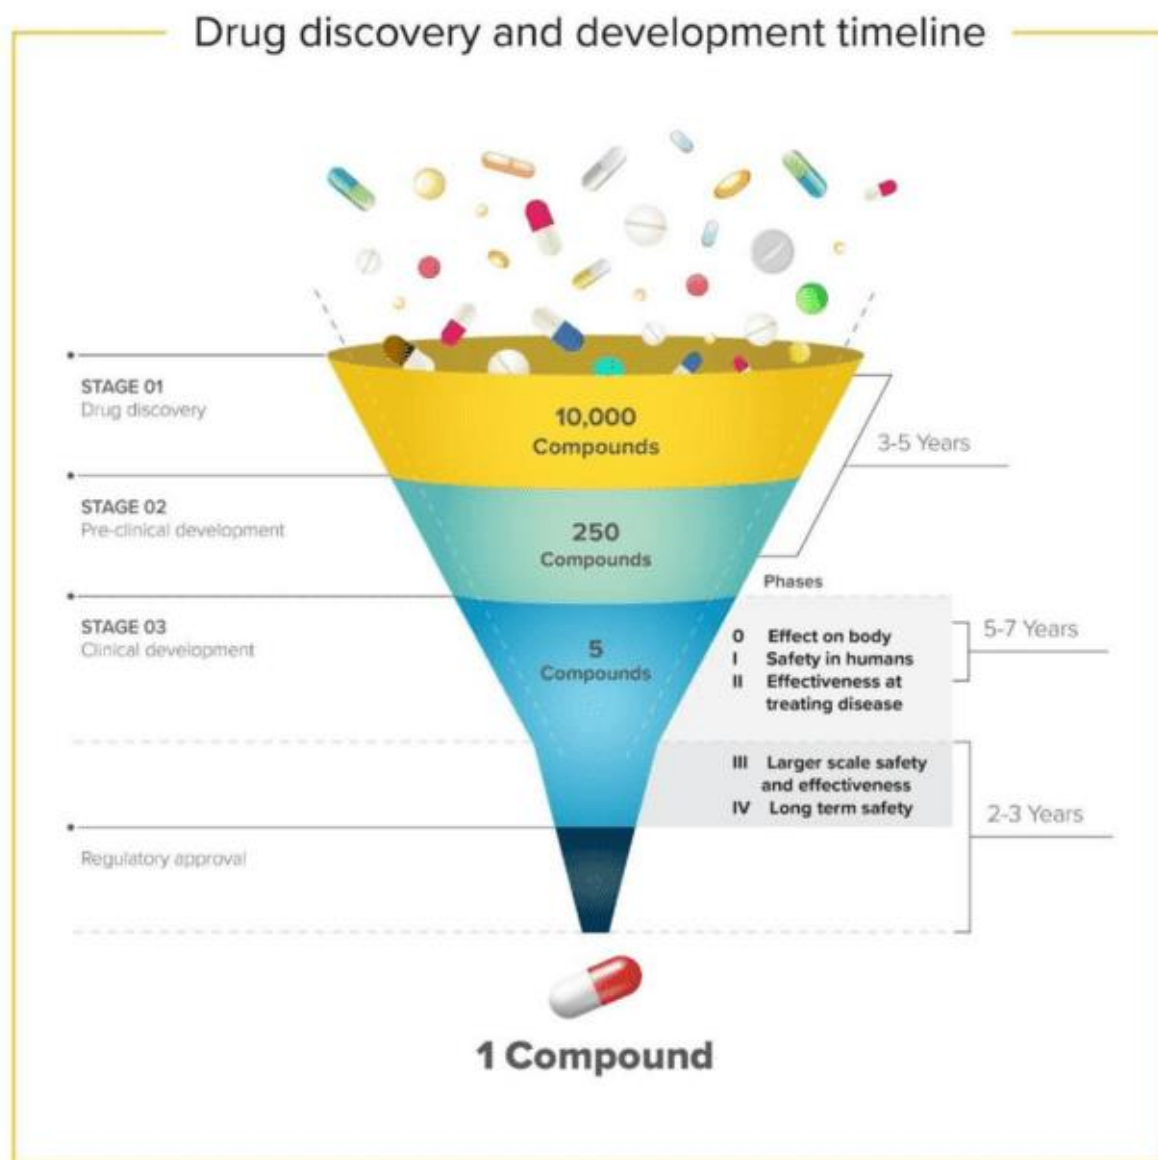 Drug discovery and development timeline
STAGE 01
Drug discovery
10,000
Compounds
3-5 Years
STAGE 02
Pre-clinical development
250
Compounds
Phases
STAGE 03
Clinical development
5
Compounds
0 Effect on body
I Safety in humans
II Effectiveness at
treating disease
5-7 Years
III Larger scale safety
and effectiveness
IV Long term safety
2-3 Years
Regulatory approval
1 Compound